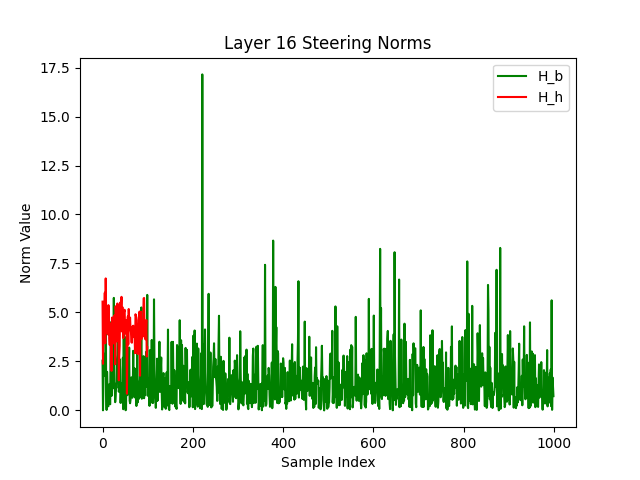 Layer 16 Steering Norms
H_b
H_h
Norm Value
17.5
15.0
12.5
10.0
7.5
5.0
2.5
0.0
0 200 400 600 800 1000
Sample Index